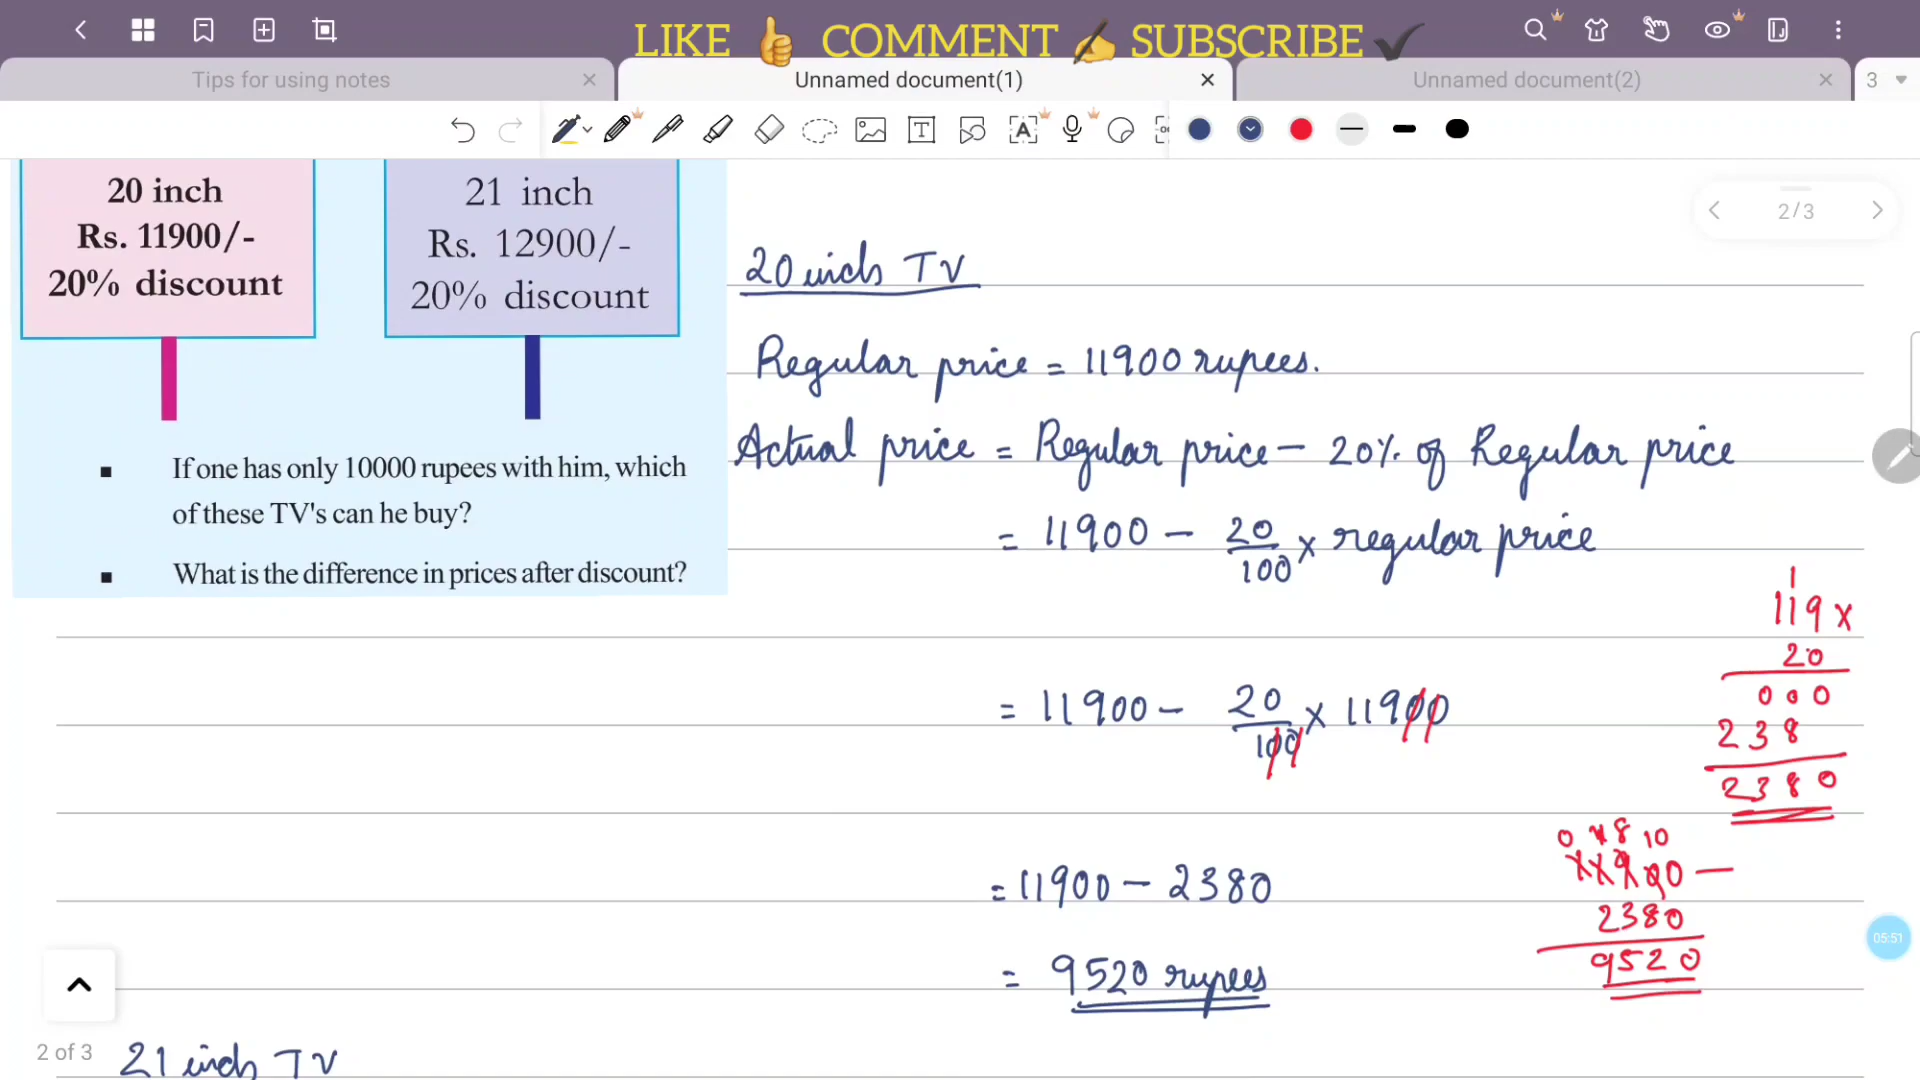 LIKE 👍 COMMENT ✍ SUBSCRIBE ✔
Tips for using notes
Unnamed document(1)
Unnamed document(2)
3
2/3
20 inch
Rs. 11900/-
20% discount
21 inch
Rs. 12900/-
20% discount
■ If one has only 10000 rupees with him, which
of these TV's can he buy?
■ What is the difference in prices after discount?
20 inch TV
Regular price = 11900 rupees.
Actual price = Regular price - 20% of Regular price
= 11900 - 20/100 × regular price
= 11900 - 20/100 × 11900
= 11900 - 2380
= 9520 rupees
1
119 ×
20
000
238
2380
11900 -
2380
9520
05:51
2 of 3
21 inch TV